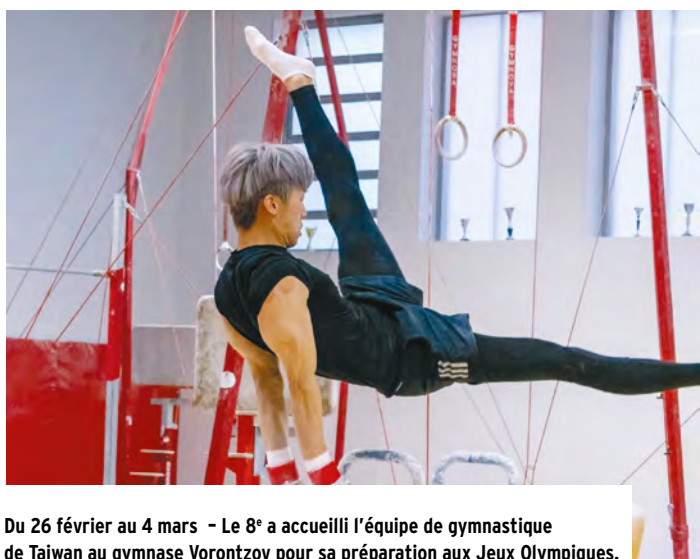 Du 26 février au 4 mars – Le 8e a accueilli l’équipe de gymnastique
de Taiwan au gymnase Vorontzov pour sa préparation aux Jeux Olympiques.